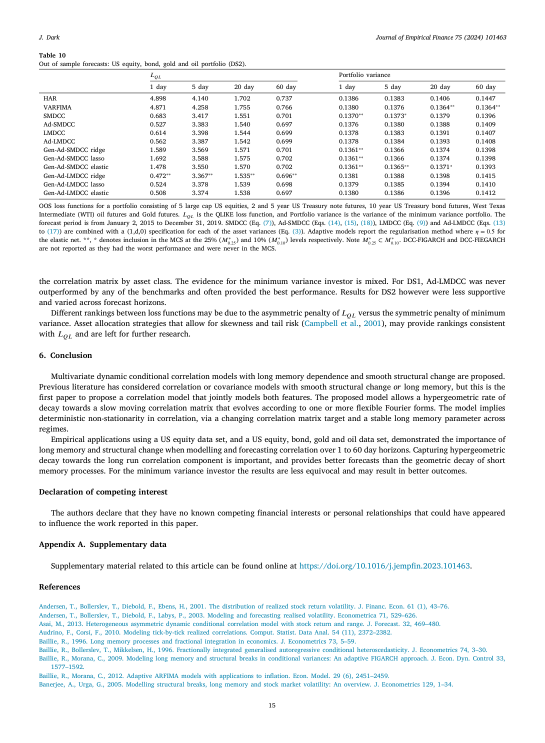 J. Dark
Journal of Empirical Finance 75 (2024) 101463
Table 10
Out of sample forecasts: US equity, bond, gold and oil portfolio (DS2).
L_QL Portfolio variance
1 day 5 day 20 day 60 day 1 day 5 day 20 day 60 day
HAR 4.898 4.140 1.702 0.737 0.1386 0.1383 0.1406 0.1447
VARFIMA 4.871 4.258 1.755 0.766 0.1380 0.1376 0.1364** 0.1364**
SMDCC 0.683 3.417 1.551 0.701 0.1370** 0.1373* 0.1379 0.1396
Ad-SMDCC 0.527 3.383 1.540 0.697 0.1376 0.1380 0.1388 0.1409
LMDCC 0.614 3.398 1.544 0.699 0.1378 0.1383 0.1391 0.1407
Ad-LMDCC 0.562 3.387 1.542 0.699 0.1378 0.1384 0.1393 0.1408
Gen-Ad-SMDCC ridge 1.589 3.569 1.571 0.701 0.1361** 0.1366 0.1374 0.1398
Gen-Ad-SMDCC lasso 1.692 3.588 1.575 0.702 0.1361** 0.1366 0.1374 0.1398
Gen-Ad-SMDCC elastic 1.478 3.550 1.570 0.702 0.1361** 0.1365** 0.1371* 0.1393
Gen-Ad-LMDCC ridge 0.472** 3.367** 1.535** 0.696** 0.1381 0.1388 0.1398 0.1415
Gen-Ad-LMDCC lasso 0.524 3.378 1.539 0.698 0.1379 0.1385 0.1394 0.1410
Gen-Ad-LMDCC elastic 0.508 3.374 1.538 0.697 0.1380 0.1386 0.1396 0.1412
OOS loss functions for a portfolio consisting of 5 large cap US equities, 2 and 5 year US Treasury note futures, 10 year US Treasury bond futures, West Texas
Intermediate (WTI) oil futures and Gold futures. L_QL is the QLIKE loss function, and Portfolio variance is the variance of the minimum variance portfolio. The
forecast period is from January 2, 2015 to December 31, 2019. SMDCC (Eq. (7)), Ad-SMDCC (Eqs. (14), (15), (18)), LMDCC (Eq. (9)) and Ad-LMDCC (Eqs. (13)
to (17)) are combined with a (1,d,0) specification for each of the asset variances (Eq. (3)). Adaptive models report the regularisation method where η = 0.5 for
the elastic net. **, * denotes inclusion in the MCS at the 25% (M*_0.25) and 10% (M*_0.10) levels respectively. Note M*_0.25 ⊂ M*_0.10. DCC-FIGARCH and DCC-FIEGARCH
are not reported as they had the worst performance and were never in the MCS.
the correlation matrix by asset class. The evidence for the minimum variance investor is mixed. For DS1, Ad-LMDCC was never
outperformed by any of the benchmarks and often provided the best performance. Results for DS2 however were less supportive
and varied across forecast horizons.
Different rankings between loss functions may be due to the asymmetric penalty of L_QL versus the symmetric penalty of minimum
variance. Asset allocation strategies that allow for skewness and tail risk (Campbell et al., 2001), may provide rankings consistent
with L_QL and are left for further research.
6. Conclusion
Multivariate dynamic conditional correlation models with long memory dependence and smooth structural change are proposed.
Previous literature has considered correlation or covariance models with smooth structural change or long memory, but this is the
first paper to propose a correlation model that jointly models both features. The proposed model allows a hypergeometric rate of
decay towards a slow moving correlation matrix that evolves according to one or more flexible Fourier forms. The model implies
deterministic non-stationarity in correlation, via a changing correlation matrix target and a stable long memory parameter across
regimes.
Empirical applications using a US equity data set, and a US equity, bond, gold and oil data set, demonstrated the importance of
long memory and structural change when modelling and forecasting correlation over 1 to 60 day horizons. Capturing hypergeometric
decay towards the long run correlation component is important, and provides better forecasts than the geometric decay of short
memory processes. For the minimum variance investor the results are less equivocal and may result in better outcomes.
Declaration of competing interest
The authors declare that they have no known competing financial interests or personal relationships that could have appeared
to influence the work reported in this paper.
Appendix A. Supplementary data
Supplementary material related to this article can be found online at https://doi.org/10.1016/j.jempfin.2023.101463.
References
Andersen, T., Bollerslev, T., Diebold, F., Ebens, H., 2001. The distribution of realized stock return volatility. J. Financ. Econ. 61 (1), 43–76.
Andersen, T., Bollerslev, T., Diebold, F., Labys, P., 2003. Modeling and forecasting realised volatility. Econometrica 71, 529–626.
Asai, M., 2013. Heterogeneous asymmetric dynamic conditional correlation model with stock return and range. J. Forecast. 32, 469–480.
Audrino, F., Corsi, F., 2010. Modeling tick-by-tick realized correlations. Comput. Statist. Data Anal. 54 (11), 2372–2382.
Baillie, R., 1996. Long memory processes and fractional integration in economics. J. Econometrics 73, 5–59.
Baillie, R., Bollerslev, T., Mikkelsen, H., 1996. Fractionally integrated generalised autoregressive conditional heteroscedasticity. J. Econometrics 74, 3–30.
Baillie, R., Morana, C., 2009. Modeling long memory and structural breaks in conditional variances: An adaptive FIGARCH approach. J. Econ. Dyn. Control 33,
1577–1592.
Baillie, R., Morana, C., 2012. Adaptive ARFIMA models with applications to inflation. Econ. Model. 29 (6), 2451–2459.
Banerjee, A., Urga, G., 2005. Modelling structural breaks, long memory and stock market volatility: An overview. J. Econometrics 129, 1–34.
15